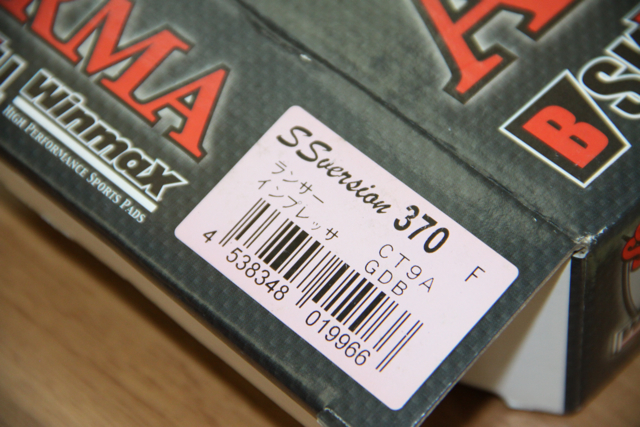 RMA
winmax
HIGH PERFORMANCE SPORTS PADS
A
B
SSversion 370
ランサー CT9A F
インプレッサ GDB
4 538348 019966